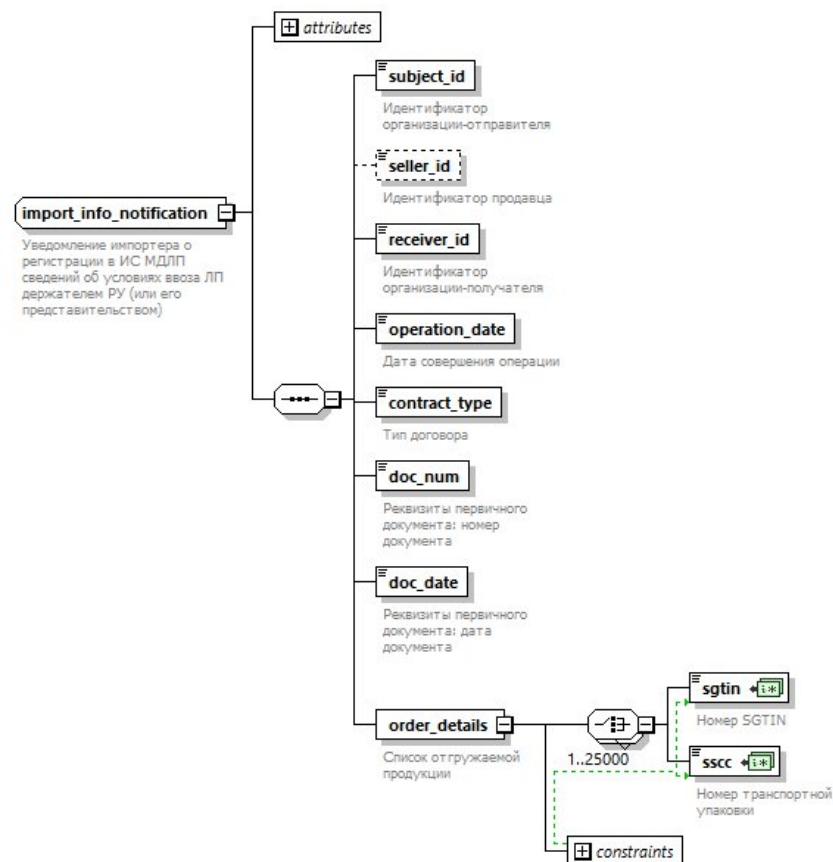 attributes
subject_id
Идентификатор
организации-отправителя
seller_id
Идентификатор продавца
import_info_notification
Уведомление импортера о
регистрации в ИС МДЛП
сведений об условиях ввоза ЛП
держателем РУ (или его
представительством)
receiver_id
Идентификатор
организации-получателя
operation_date
Дата совершения операции
contract_type
Тип договора
doc_num
Реквизиты первичного
документа: номер
документа
doc_date
Реквизиты первичного
документа: дата
документа
order_details
Список отгружаемой
продукции
1..25000
sgtin
Номер SGTIN
sscc
Номер транспортной
упаковки
constraints